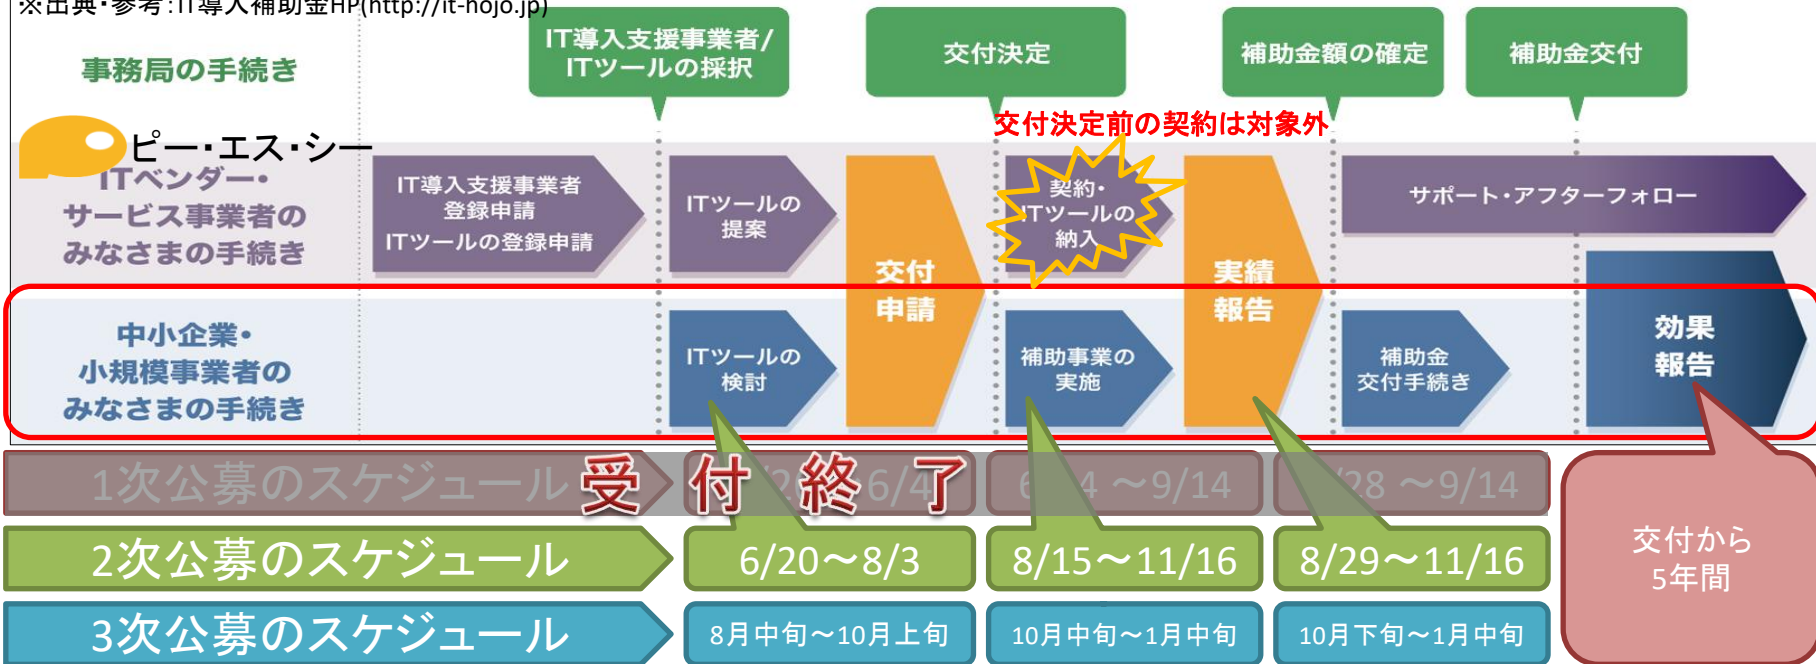 ※出典・参考：IT導入補助金HP(http://it-hojo.jp)
事務局の手続き
IT導入支援事業者/
ITツールの採択
交付決定
補助金額の確定
補助金交付
交付決定前の契約は対象外
ピー・エス・シー
ITベンダー・
サービス事業者の
みなさまの手続き
IT導入支援事業者
登録申請
ITツールの登録申請
ITツールの
提案
交付
申請
契約・
ITツールの
納入
実績
報告
サポート・アフターフォロー
中小企業・
小規模事業者の
みなさまの手続き
ITツールの
検討
補助事業の
実施
補助金
交付手続き
効果
報告
1次公募のスケジュール
受付終了
6/4
～9/14
28 ～9/14
2次公募のスケジュール
6/20～8/3
8/15～11/16
8/29～11/16
3次公募のスケジュール
8月中旬～10月上旬
10月中旬～1月中旬
10月下旬～1月中旬
交付から
5年間